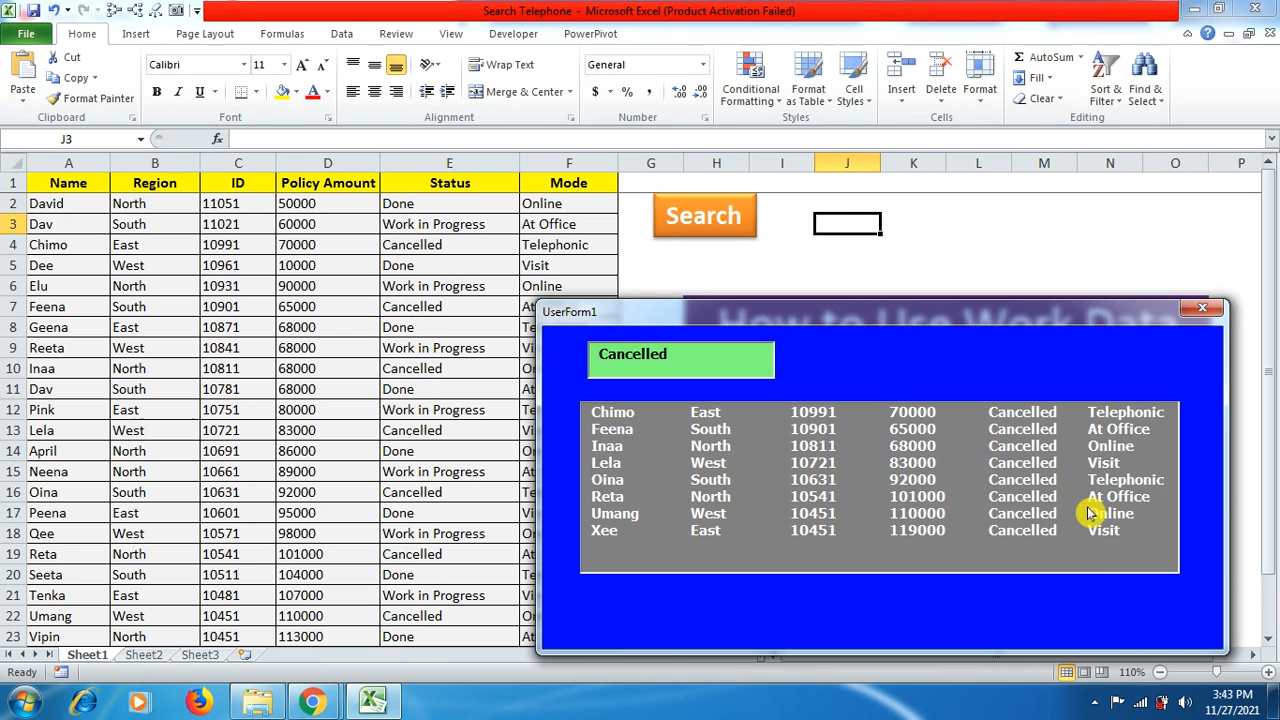 Search Telephone - Microsoft Excel (Product Activation Failed)
File Home Insert Page Layout Formulas Data Review View Developer PowerPivot
Paste Cut Copy Format Painter Clipboard
Calibri 11 B I U Font
Wrap Text Merge & Center Alignment
General $ % , Number
Conditional Formatting Format as Table Cell Styles Styles
Insert Delete Format Cells
AutoSum Fill Clear Sort & Filter Find & Select Editing
J3 fx
A B C D E F G H I J K L M N O P
1 Name Region ID Policy Amount Status Mode
2 David North 11051 50000 Done Online
3 Dav South 11021 60000 Work in Progress At Office
4 Chimo East 10991 70000 Cancelled Telephonic
5 Dee West 10961 10000 Done Visit
6 Elu North 10931 90000 Work in Progress Online
7 Feena South 10901 65000 Cancelled
8 Geena East 10871 68000 Done
9 Reeta West 10841 68000 Work in Progress
10 Inaa North 10811 68000 Cancelled
11 Dav South 10781 68000 Done
12 Pink East 10751 80000 Work in Progress
13 Lela West 10721 83000 Cancelled
14 April North 10691 86000 Done
15 Neena East 10661 89000 Work in Progress
16 Oina South 10631 92000 Cancelled
17 Peena East 10601 95000 Done
18 Qee West 10571 98000 Work in Progress
19 Reta North 10541 101000 Cancelled
20 Seeta South 10511 104000 Done
21 Tenka East 10481 107000 Work in Progress
22 Umang West 10451 110000 Cancelled
23 Vipin North 10451 113000 Done
Search
How to Use Work Data
UserForm1
Cancelled
Chimo East 10991 70000 Cancelled Telephonic
Feena South 10901 65000 Cancelled At Office
Inaa North 10811 68000 Cancelled Online
Lela West 10721 83000 Cancelled Visit
Oina South 10631 92000 Cancelled Telephonic
Reta North 10541 101000 Cancelled At Office
Umang West 10451 110000 Cancelled Online
Xee East 10451 119000 Cancelled Visit
Sheet1 Sheet2 Sheet3
Ready 110%
3:43 PM
11/27/2021